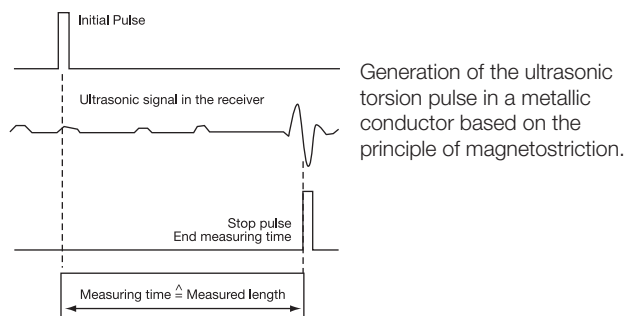 Initial Pulse
Ultrasonic signal in the receiver
Generation of the ultrasonic
torsion pulse in a metallic
conductor based on the
principle of magnetostriction.
Stop pulse
End measuring time
Measuring time ≙ Measured length